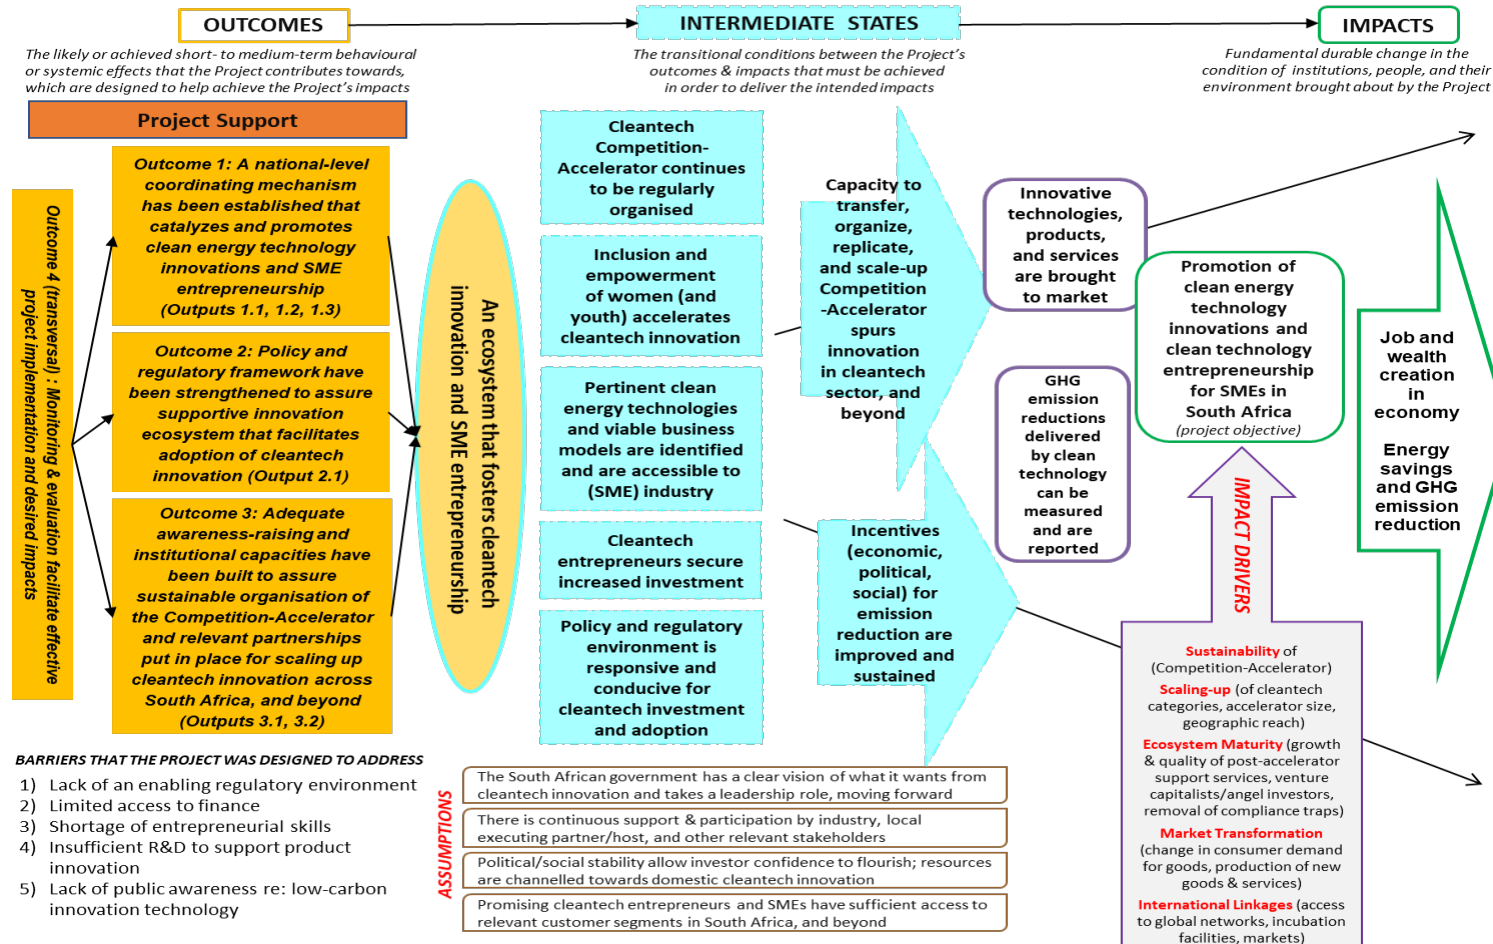 OUTCOMES
INTERMEDIATE STATES
IMPACTS
The likely or achieved short- to medium-term behavioural
or systemic effects that the Project contributes towards,
which are designed to help achieve the Project's impacts
The transitional conditions between the Project's
outcomes & impacts that must be achieved
in order to deliver the intended impacts
Fundamental durable change in the
condition of institutions, people, and their
environment brought about by the Project
Project Support
Outcome 4 (transversal) : Monitoring & evaluation facilitate effective
project implementation and desired impacts
Outcome 1: A national-level
coordinating mechanism
has been established that
catalyzes and promotes
clean energy technology
innovations and SME
entrepreneurship
(Outputs 1.1, 1.2, 1.3)
Outcome 2: Policy and
regulatory framework have
been strengthened to assure
supportive innovation
ecosystem that facilitates
adoption of cleantech
innovation (Output 2.1)
Outcome 3: Adequate
awareness-raising and
institutional capacities have
been built to assure
sustainable organisation of
the Competition-Accelerator
and relevant partnerships
put in place for scaling up
cleantech innovation across
South Africa, and beyond
(Outputs 3.1, 3.2)
An ecosystem that fosters cleantech
innovation and SME entrepreneurship
Cleantech
Competition-
Accelerator continues
to be regularly
organised
Inclusion and
empowerment
of women (and
youth) accelerates
cleantech innovation
Pertinent clean
energy technologies
and viable business
models are identified
and are accessible to
(SME) industry
Cleantech
entrepreneurs secure
increased investment
Policy and regulatory
environment is
responsive and
conducive for
cleantech investment
and adoption
Capacity to
transfer,
organize,
replicate,
and scale-up
Competition
-Accelerator
spurs
innovation
in cleantech
sector, and
beyond
Incentives
(economic,
political,
social) for
emission
reduction are
improved and
sustained
Innovative
technologies,
products,
and services
are brought
to market
GHG
emission
reductions
delivered
by clean
technology
can be
measured
and are
reported
Promotion of
clean energy
technology
innovations and
clean technology
entrepreneurship
for SMEs in
South Africa
(project objective)
Job and
wealth
creation
in
economy
Energy
savings
and GHG
emission
reduction
IMPACT DRIVERS
Sustainability of
(Competition-Accelerator)
Scaling-up (of cleantech
categories, accelerator size,
geographic reach)
Ecosystem Maturity (growth
& quality of post-accelerator
support services, venture
capitalists/angel investors,
removal of compliance traps)
Market Transformation
(change in consumer demand
for goods, production of new
goods & services)
International Linkages (access
to global networks, incubation
facilities, markets)
BARRIERS THAT THE PROJECT WAS DESIGNED TO ADDRESS
1) Lack of an enabling regulatory environment
2) Limited access to finance
3) Shortage of entrepreneurial skills
4) Insufficient R&D to support product
innovation
5) Lack of public awareness re: low-carbon
innovation technology
ASSUMPTIONS
The South African government has a clear vision of what it wants from
cleantech innovation and takes a leadership role, moving forward
There is continuous support & participation by industry, local
executing partner/host, and other relevant stakeholders
Political/social stability allow investor confidence to flourish; resources
are channelled towards domestic cleantech innovation
Promising cleantech entrepreneurs and SMEs have sufficient access to
relevant customer segments in South Africa, and beyond